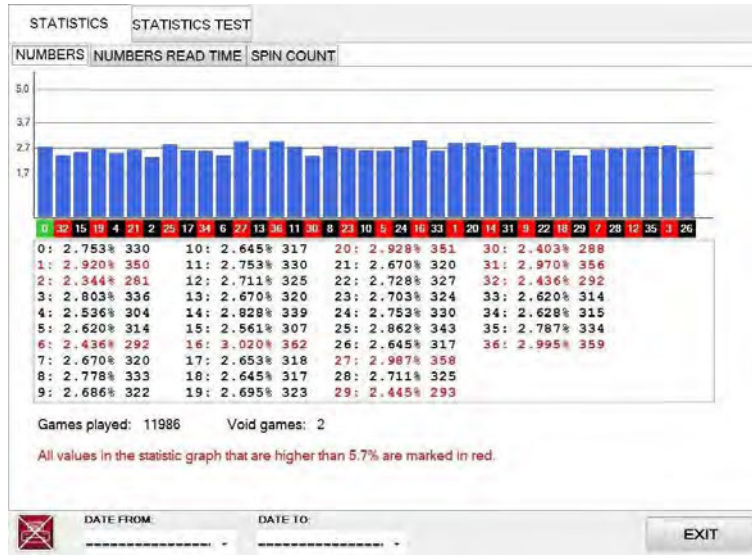 STATISTICS STATISTICS TEST
NUMBERS NUMBERS READ TIME SPIN COUNT
5,0
3,7
2,7
1,7
0 32 15 19 4 21 2 25 17 34 6 27 13 36 11 30 8 23 10 5 24 16 33 1 20 14 31 9 22 18 29 7 28 12 35 3 26
0: 2.753% 330 10: 2.645% 317 20: 2.928% 351 30: 2.403% 288
1: 2.920% 350 11: 2.753% 330 21: 2.670% 320 31: 2.970% 356
2: 2.344% 281 12: 2.711% 325 22: 2.728% 327 32: 2.436% 292
3: 2.803% 336 13: 2.670% 320 23: 2.703% 324 33: 2.620% 314
4: 2.536% 304 14: 2.828% 339 24: 2.753% 330 34: 2.628% 315
5: 2.620% 314 15: 2.561% 307 25: 2.862% 343 35: 2.787% 334
6: 2.436% 292 16: 3.020% 362 26: 2.645% 317 36: 2.995% 359
7: 2.670% 320 17: 2.653% 318 27: 2.987% 358
8: 2.778% 333 18: 2.645% 317 28: 2.711% 325
9: 2.686% 322 19: 2.695% 323 29: 2.445% 293
Games played: 11986 Void games: 2
All values in the statistic graph that are higher than 5.7% are marked in red.
DATE FROM: DATE TO:
EXIT